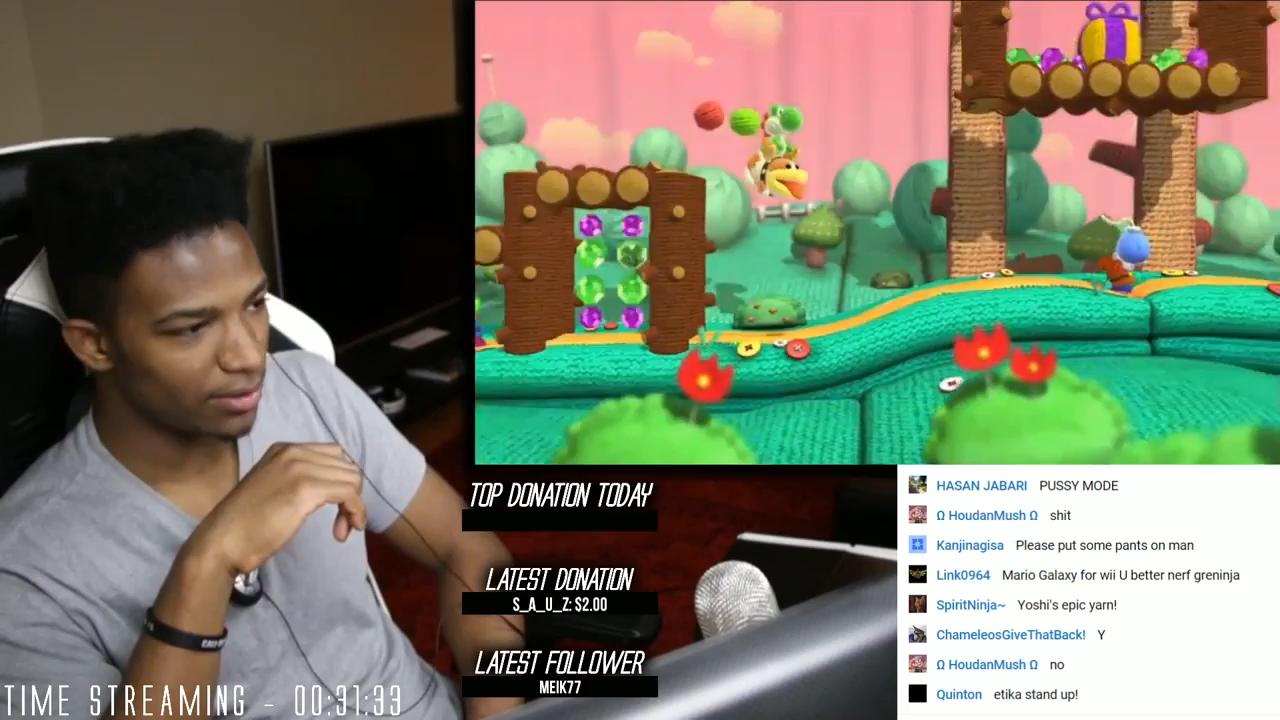 TOP DONATION TODAY
LATEST DONATION
S_A_U_Z: $2.00
LATEST FOLLOWER
MEIK77
TIME STREAMING - 00:31:33
HASAN JABARI PUSSY MODE
Ω HoudanMush Ω shit
Kanjinagisa Please put some pants on man
Link0964 Mario Galaxy for wii U better nerf greninja
SpiritNinja~ Yoshi's epic yarn!
ChameleosGiveThatBack! Y
Ω HoudanMush Ω no
Quinton etika stand up!